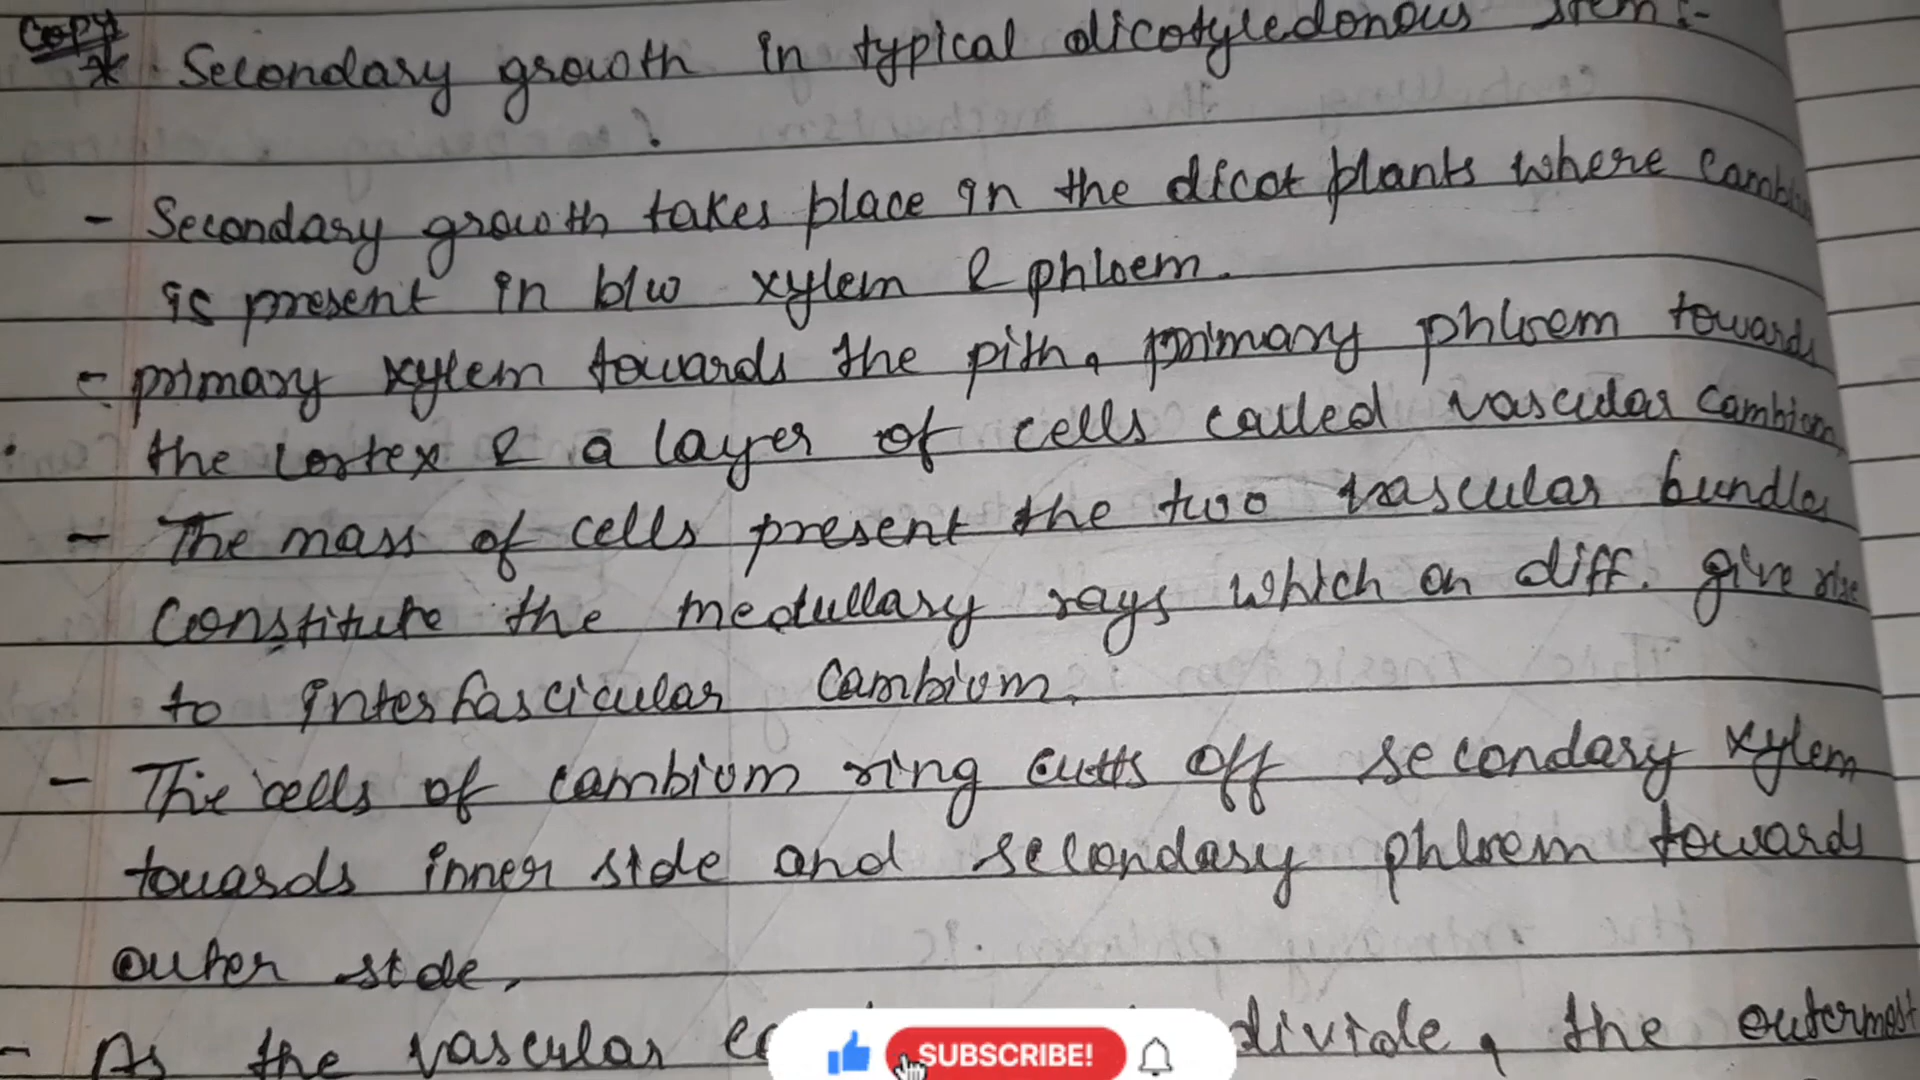 Copy
* Secondary growth in typical dicotyledonous stem :-
- Secondary growth takes place in the dicot plants where
is present in b/w xylem & phloem.
- primary xylem towards the pith, primary phloem towards
the cortex & a layer of cells called vascular cambium
- The mass of cells present the two vascular bundles
constitute the medullary rays which on diff. give rise
to interfascicular cambium.
- The cells of cambium ring cutts off secondary xylem
towards inner side and secondary phloem towards
outer side.
- As the vascular divide, the outermost
SUBSCRIBE!